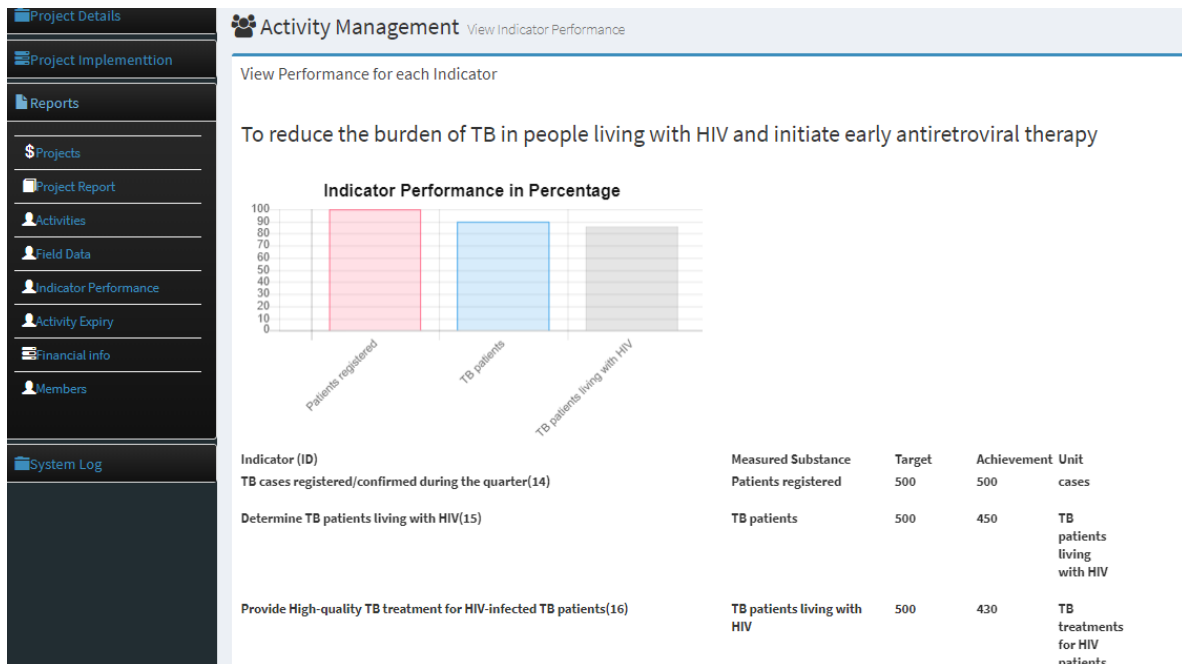 Project Details
Project Implementtion
Reports
Projects
Project Report
Activities
Field Data
Indicator Performance
Activity Expiry
Financial info
Members
System Log
Activity Management View Indicator Performance
View Performance for each Indicator
To reduce the burden of TB in people living with HIV and initiate early antiretroviral therapy
Indicator Performance in Percentage
100
90
80
70
60
50
40
30
20
10
0
Patients registered
TB patients
TB patients living with HIV
Indicator (ID) Measured Substance Target Achievement Unit
TB cases registered/confirmed during the quarter(14) Patients registered 500 500 cases
Determine TB patients living with HIV(15) TB patients 500 450 TB
patients
living
with HIV
Provide High-quality TB treatment for HIV-infected TB patients(16) TB patients living with 500 430 TB
HIV treatments
for HIV
patients